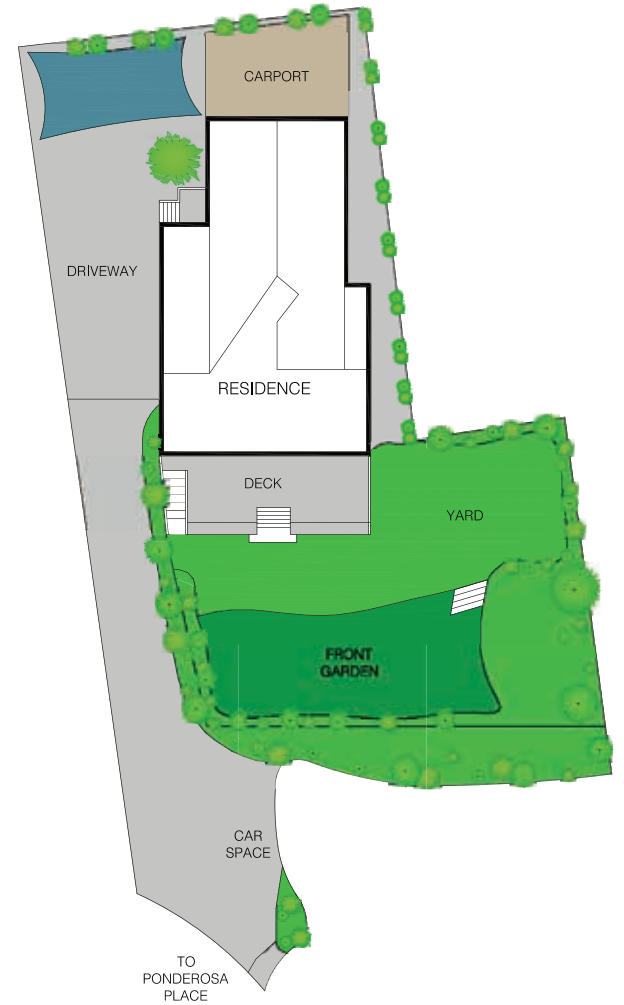 CARPORT
DRIVEWAY
RESIDENCE
DECK
YARD
FRONT
GARDEN
CAR
SPACE
TO
PONDEROSA
PLACE